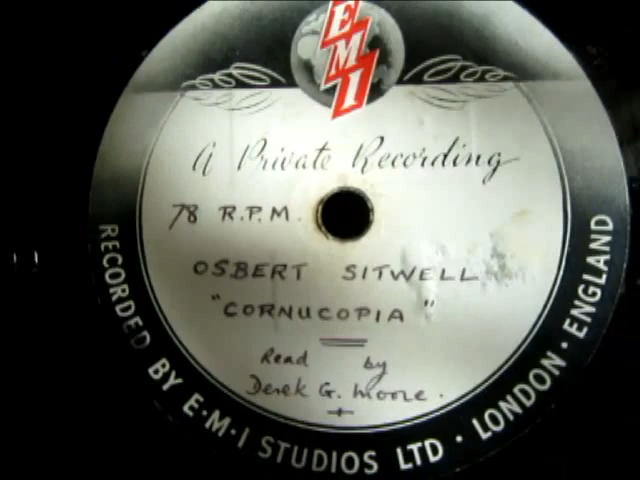 EMI
A Private Recording
78 R.P.M.
OSBERT SITWELL
"CORNUCOPIA"
Read by
Derek G. Moore.
RECORDED BY E·M·I STUDIOS LTD · LONDON · ENGLAND